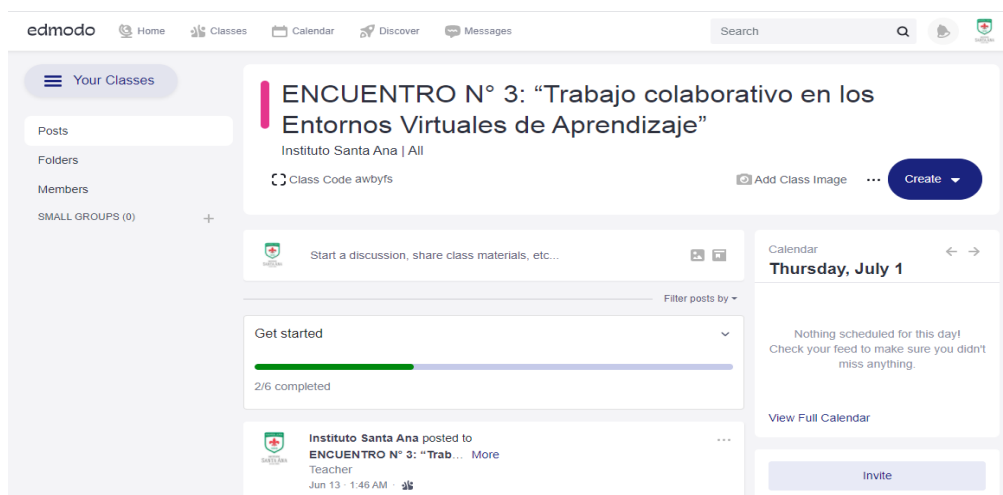 edmodo Home Classes Calendar Discover Messages Search
Your Classes
Posts
Folders
Members
SMALL GROUPS (0) +
ENCUENTRO N° 3: “Trabajo colaborativo en los
Entornos Virtuales de Aprendizaje”
Instituto Santa Ana | All
Class Code awbyfs
Add Class Image ... Create
Start a discussion, share class materials, etc...
Filter posts by
Get started
2/6 completed
Instituto Santa Ana posted to
ENCUENTRO N° 3: “Trab... More
Teacher
Jun 13 · 1:46 AM ·
Calendar
Thursday, July 1
Nothing scheduled for this day!
Check your feed to make sure you didn't
miss anything.
View Full Calendar
Invite